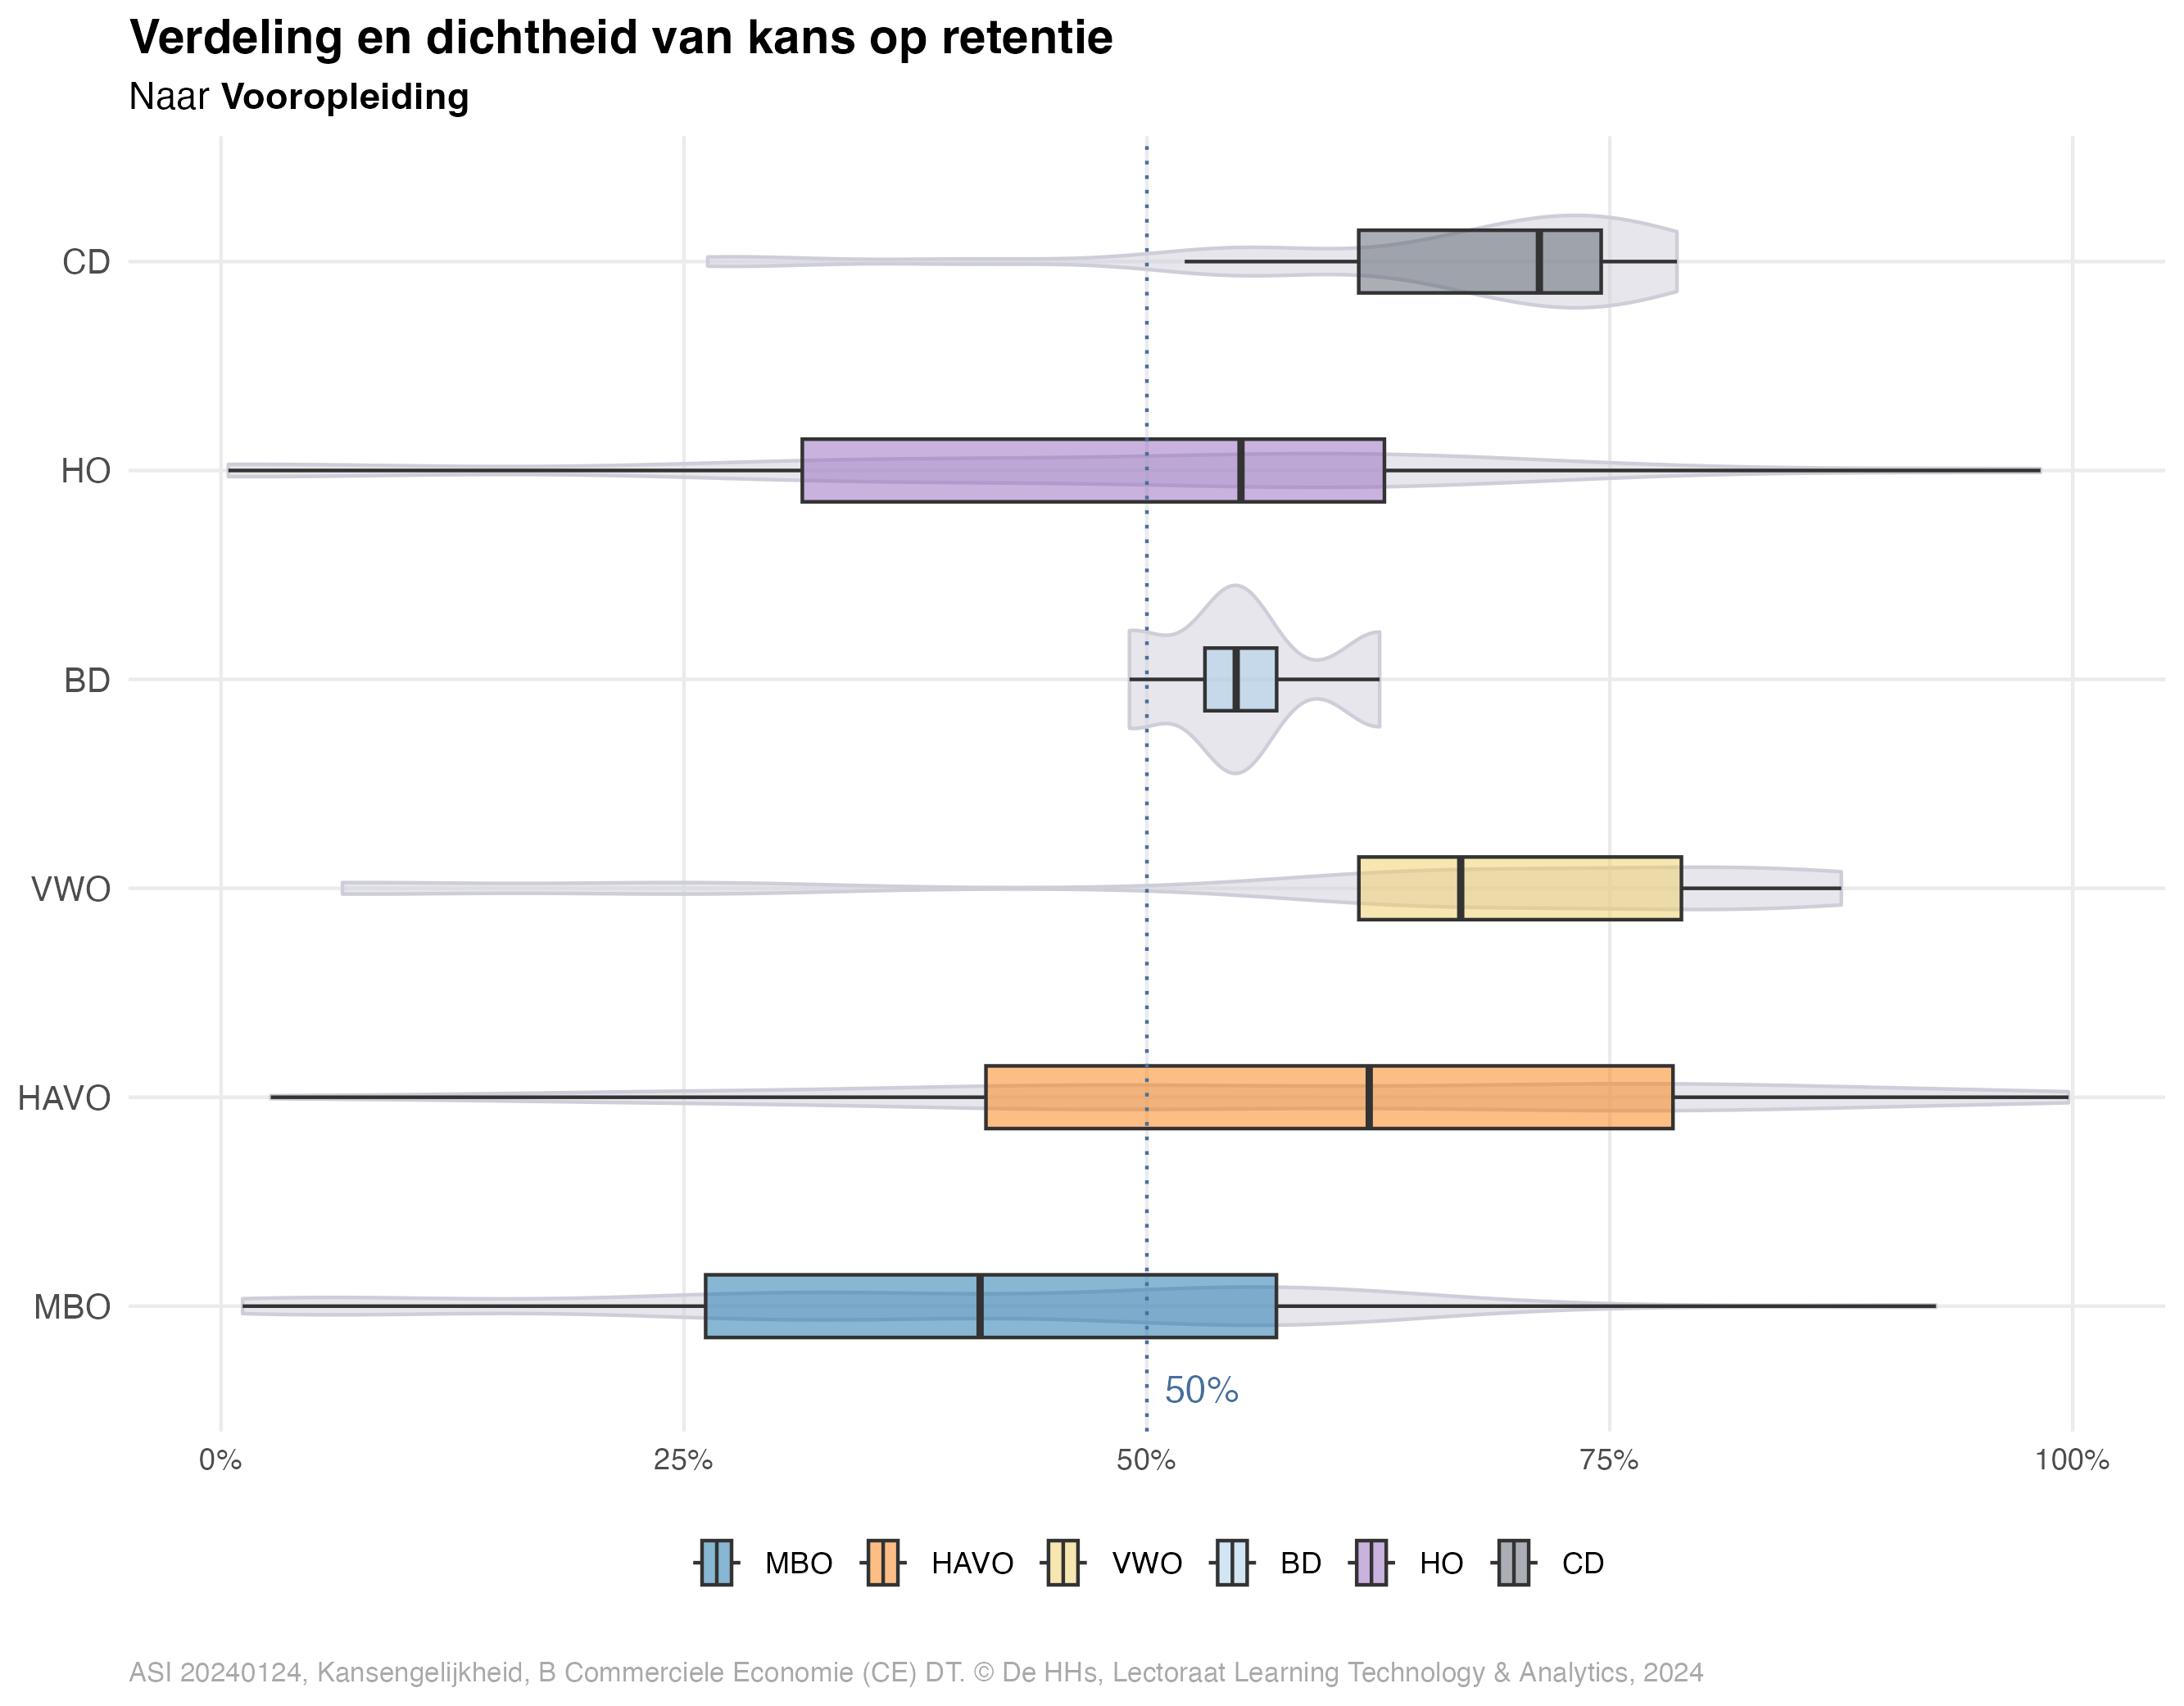 Verdeling en dichtheid van kans op retentie
Naar Vooropleiding
CD
HO
BD
VWO
HAVO
MBO
50%
0% 25% 50% 75% 100%
MBO HAVO VWO BD HO CD
ASI 20240124, Kansengelijkheid, B Commerciele Economie (CE) DT. © De HHs, Lectoraat Learning Technology & Analytics, 2024